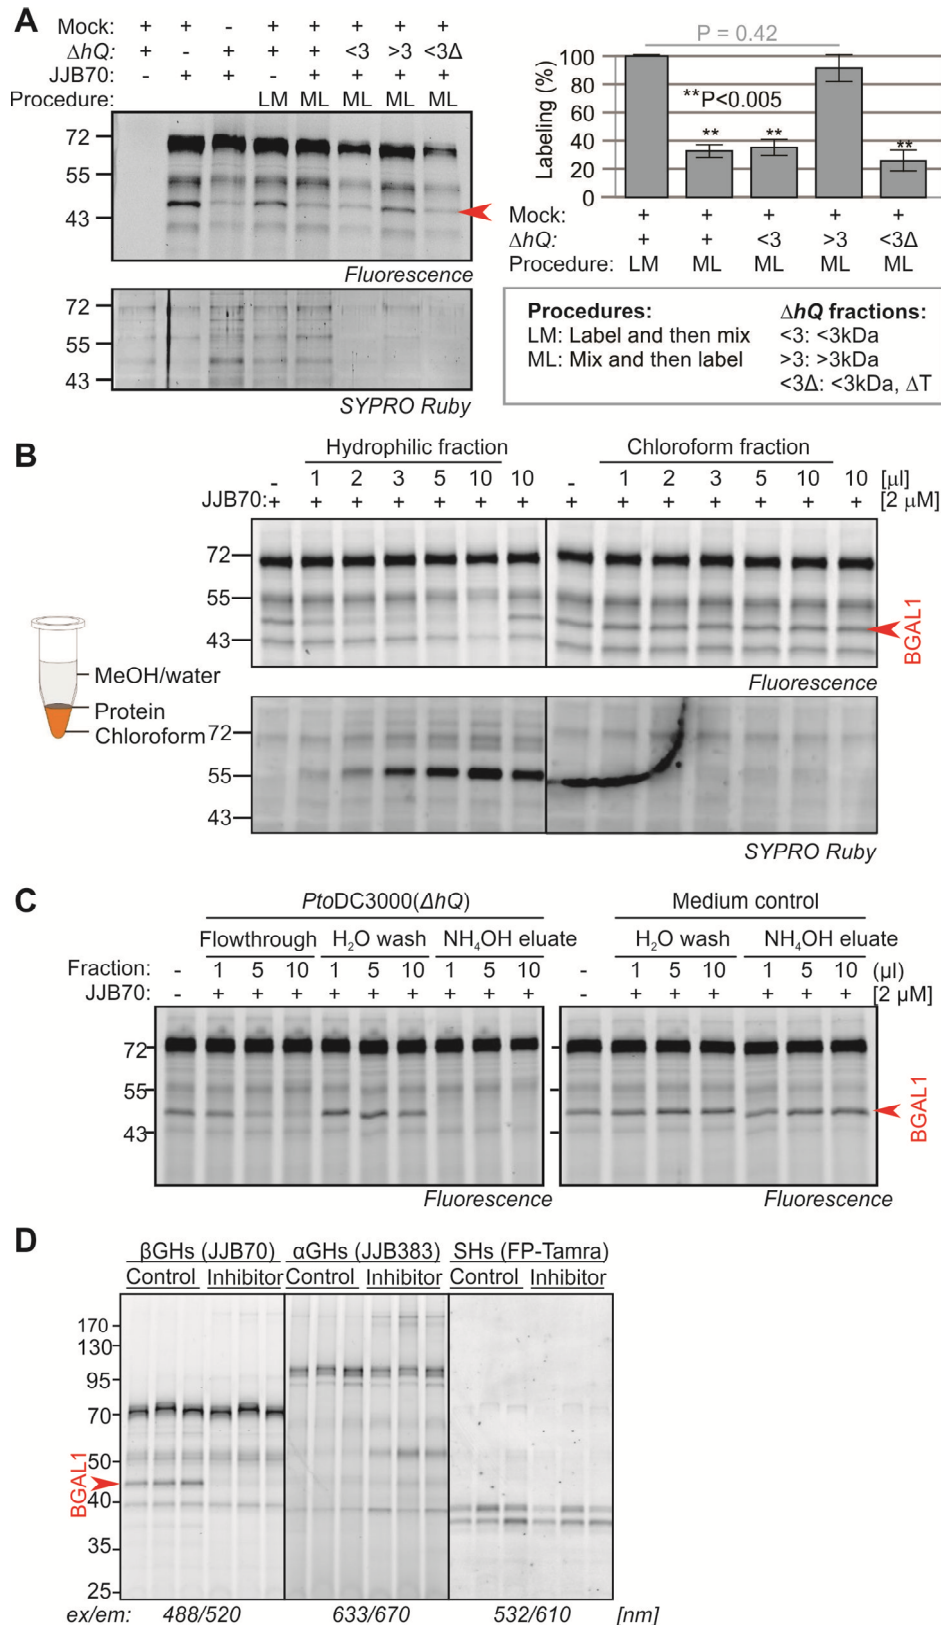 A
Mock: + + - + + + + +
ΔhQ: + - + + + <3 >3 <3Δ
JJB70: - + + - + + + +
Procedure: LM ML ML ML ML
72
55
43
Fluorescence
72
55
43
SYPRO Ruby
P = 0.42
Labeling (%)
100
80
60
40
20
0
**P<0.005
** ** **
Mock: + + + + +
ΔhQ: + + <3 >3 <3Δ
Procedure: LM ML ML ML ML
Procedures: ΔhQ fractions:
LM: Label and then mix <3: <3kDa
ML: Mix and then label >3: >3kDa
<3Δ: <3kDa, ΔT
B
Hydrophilic fraction Chloroform fraction
- 1 2 3 5 10 10 - 1 2 3 5 10 10 [µl]
JJB70: + + + + + + + + + + + + + + [2 µM]
72
55
43
BGAL1
Fluorescence
MeOH/water
Protein
Chloroform
72
55
43
SYPRO Ruby
C
PtoDC3000(ΔhQ) Medium control
Flowthrough H₂O wash NH₄OH eluate H₂O wash NH₄OH eluate
Fraction: - 1 5 10 1 5 10 1 5 10 - 1 5 10 1 5 10 (µl)
JJB70: - + + + + + + + + + - + + + + + + [2 µM]
72
55
43
BGAL1
Fluorescence Fluorescence
D
βGHs (JJB70) αGHs (JJB383) SHs (FP-Tamra)
Control Inhibitor Control Inhibitor Control Inhibitor
170
130
95
70
50
40
35
25
BGAL1
ex/em: 488/520 633/670 532/610 [nm]